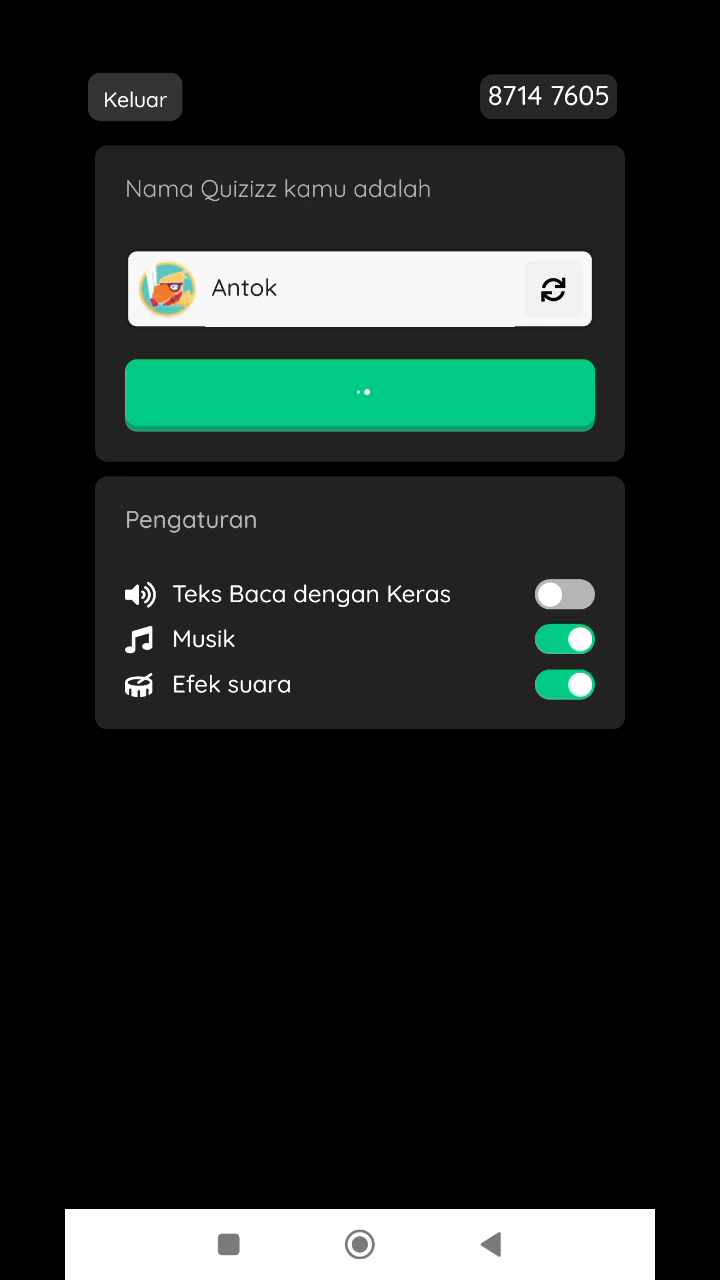 Keluar
8714 7605
Nama Quizizz kamu adalah
Antok
Pengaturan
Teks Baca dengan Keras
Musik
Efek suara